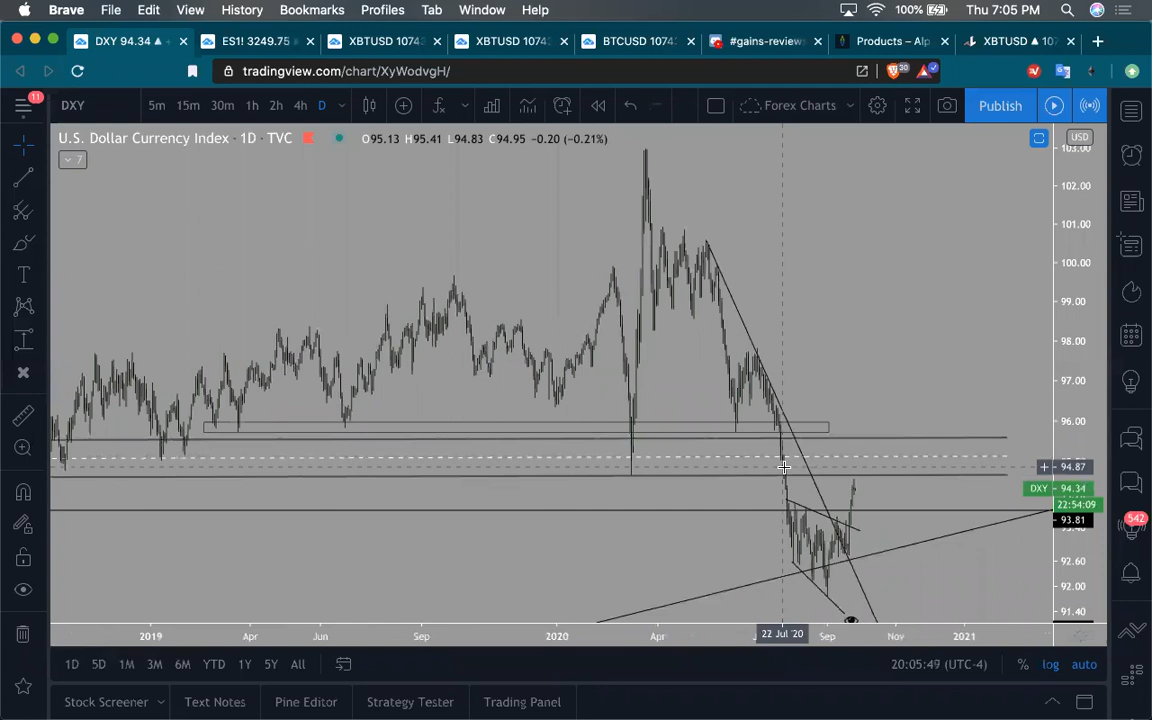 Brave File Edit View History Bookmarks Profiles Tab Window Help 100% Thu 7:05 PM
DXY 94.34 ▲ ES1! 3249.75 XBTUSD 1074 XBTUSD 1074 BTCUSD 1074 #gains-reviews Products – Alp XBTUSD ▲ 107
tradingview.com/chart/XyWodvgH/ 30
11 DXY 5m 15m 30m 1h 2h 4h D Forex Charts Publish
U.S. Dollar Currency Index · 1D · TVC O95.13 H95.41 L94.83 C94.95 −0.20 (−0.21%) USD
7
103.00
102.00
101.00
100.00
99.00
98.00
97.00
96.00
94.87
DXY 94.34
22:54:09
93.81
542
92.60
92.00
91.40
2019 Apr Jun Sep 2020 Apr 22 Jul '20 Sep Nov 2021
1D 5D 1M 3M 6M YTD 1Y 5Y All 20:05:49 (UTC-4) % log auto
Stock Screener Text Notes Pine Editor Strategy Tester Trading Panel